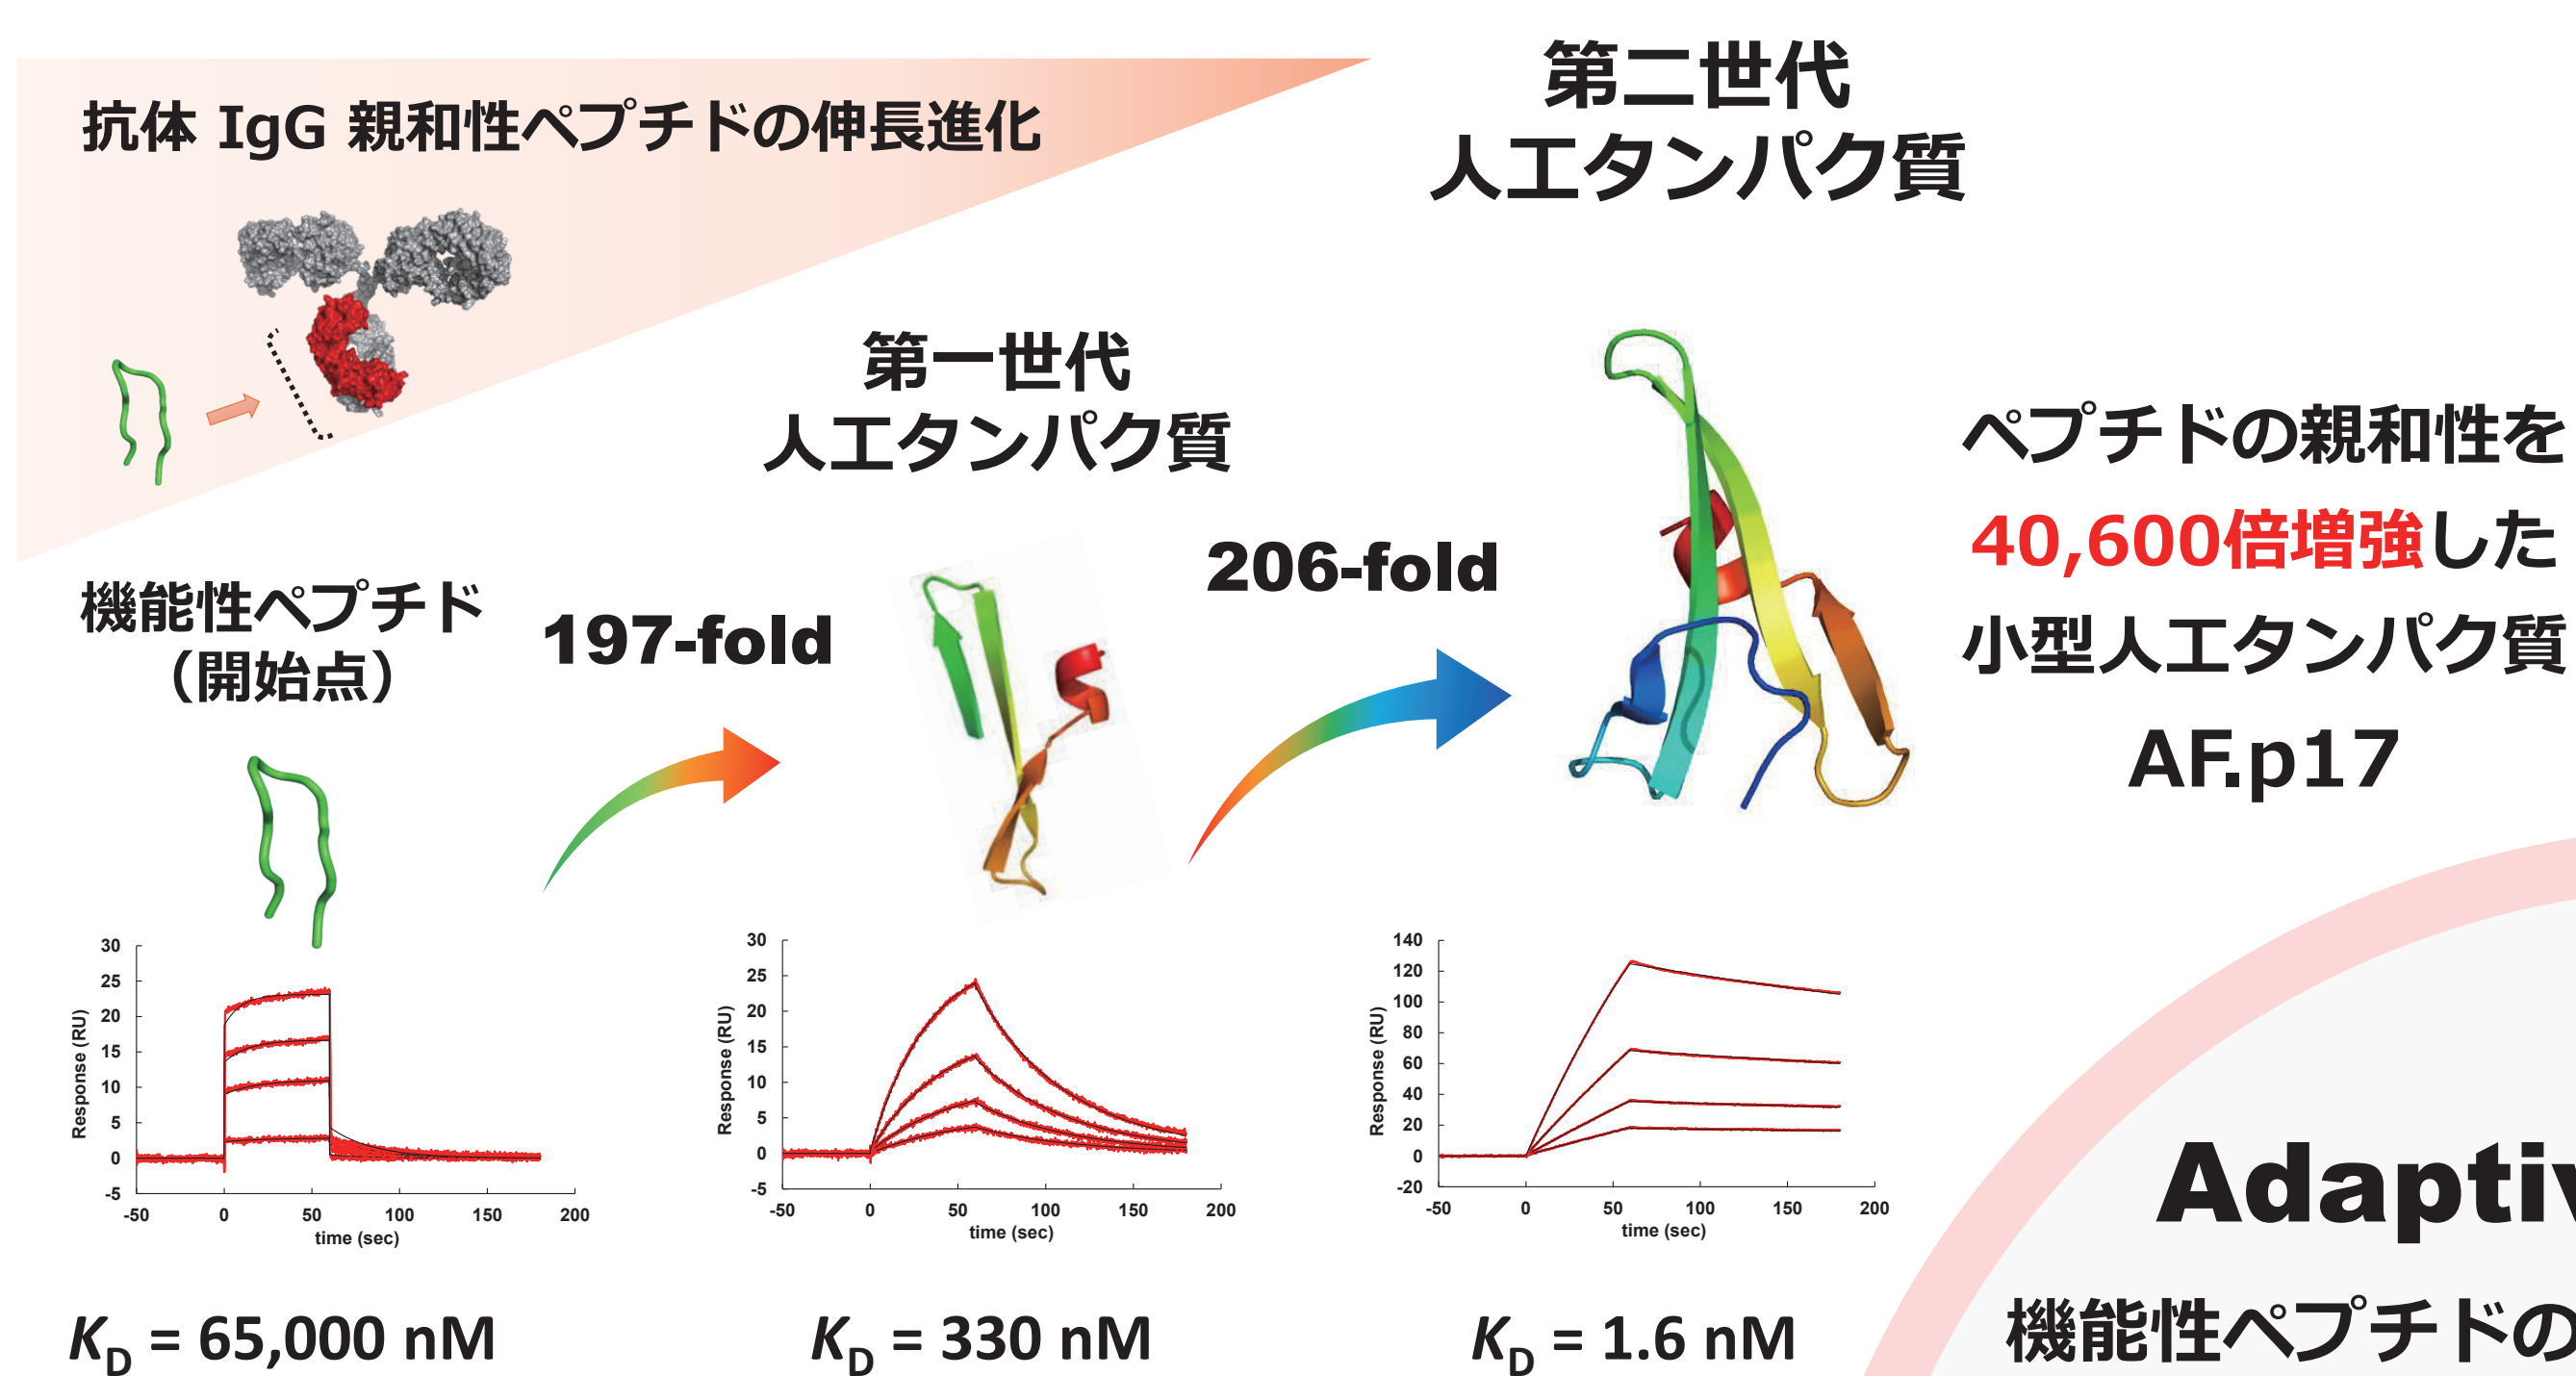 抗体 IgG 親和性ペプチドの伸長進化
第二世代
人工タンパク質
第一世代
人工タンパク質
ペプチドの親和性を
40,600倍増強した
小型人工タンパク質
AF.p17
機能性ペプチド
（開始点）
197-fold
206-fold
30
25
20
15
10
5
0
-5
Response (RU)
-50 0 50 100 150 200
time (sec)
30
25
20
15
10
5
0
-5
Response (RU)
-50 0 50 100 150 200
time (sec)
140
120
100
80
60
40
20
0
-20
Response (RU)
-50 0 50 100 150 200
time (sec)
KD = 65,000 nM
KD = 330 nM
KD = 1.6 nM
Adaptiv
機能性ペプチドの